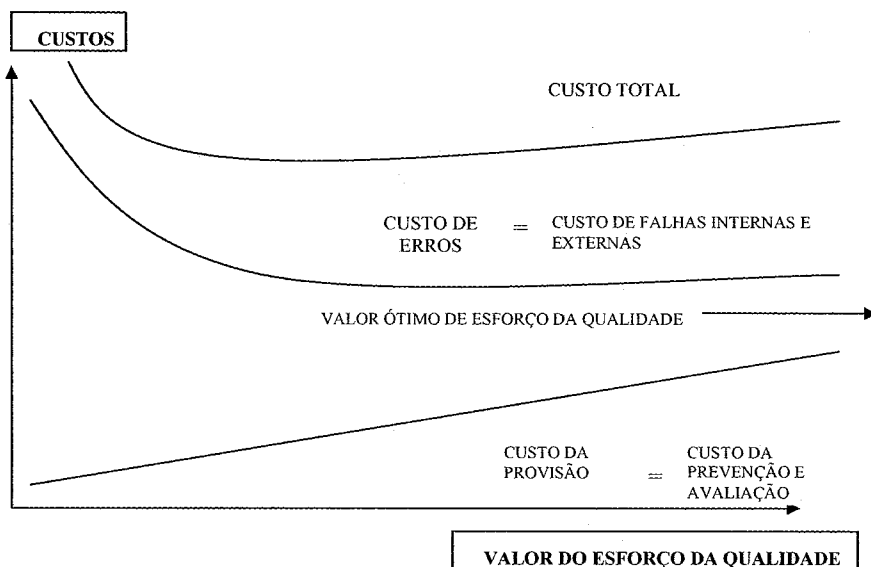 CUSTOS
CUSTO TOTAL
CUSTO DE
ERROS
=
CUSTO DE FALHAS INTERNAS E
EXTERNAS
VALOR ÓTIMO DE ESFORÇO DA QUALIDADE
CUSTO DA
PROVISÃO
=
CUSTO DA
PREVENÇÃO E
AVALIAÇÃO
VALOR DO ESFORÇO DA QUALIDADE